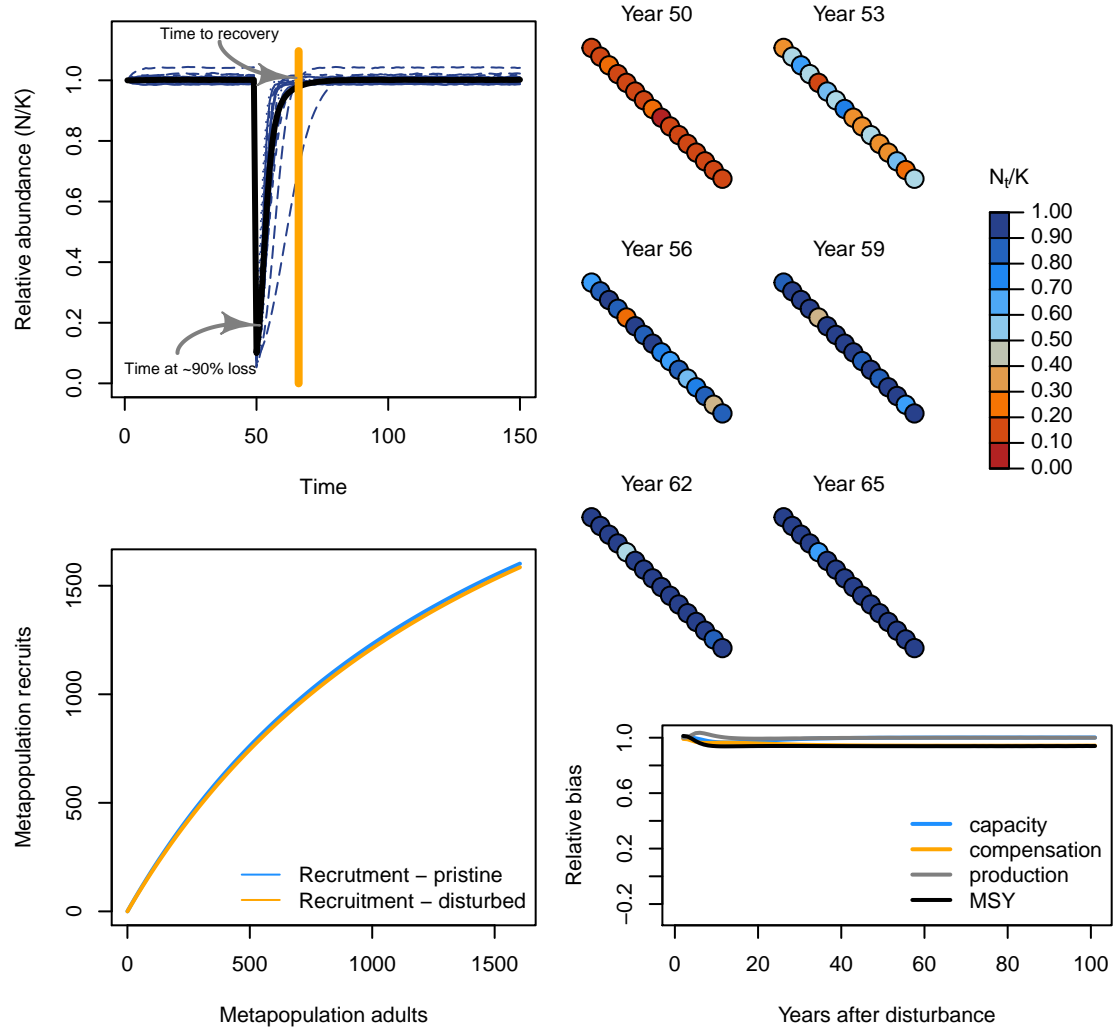 Time to recovery
Relative abundance (N/K)
0.0
0.2
0.4
0.6
0.8
1.0
Time at ~90% loss
0
50
100
150
Time
Year 50
Year 53
Year 56
Year 59
Year 62
Year 65
Nt/K
1.00
0.90
0.80
0.70
0.60
0.50
0.40
0.30
0.20
0.10
0.00
Metapopulation recruits
0
500
1000
1500
Recrutment − pristine
Recruitment − disturbed
0
500
1000
1500
Metapopulation adults
Relative bias
−0.2
0.2
0.6
1.0
capacity
compensation
production
MSY
0
20
40
60
80
100
Years after disturbance